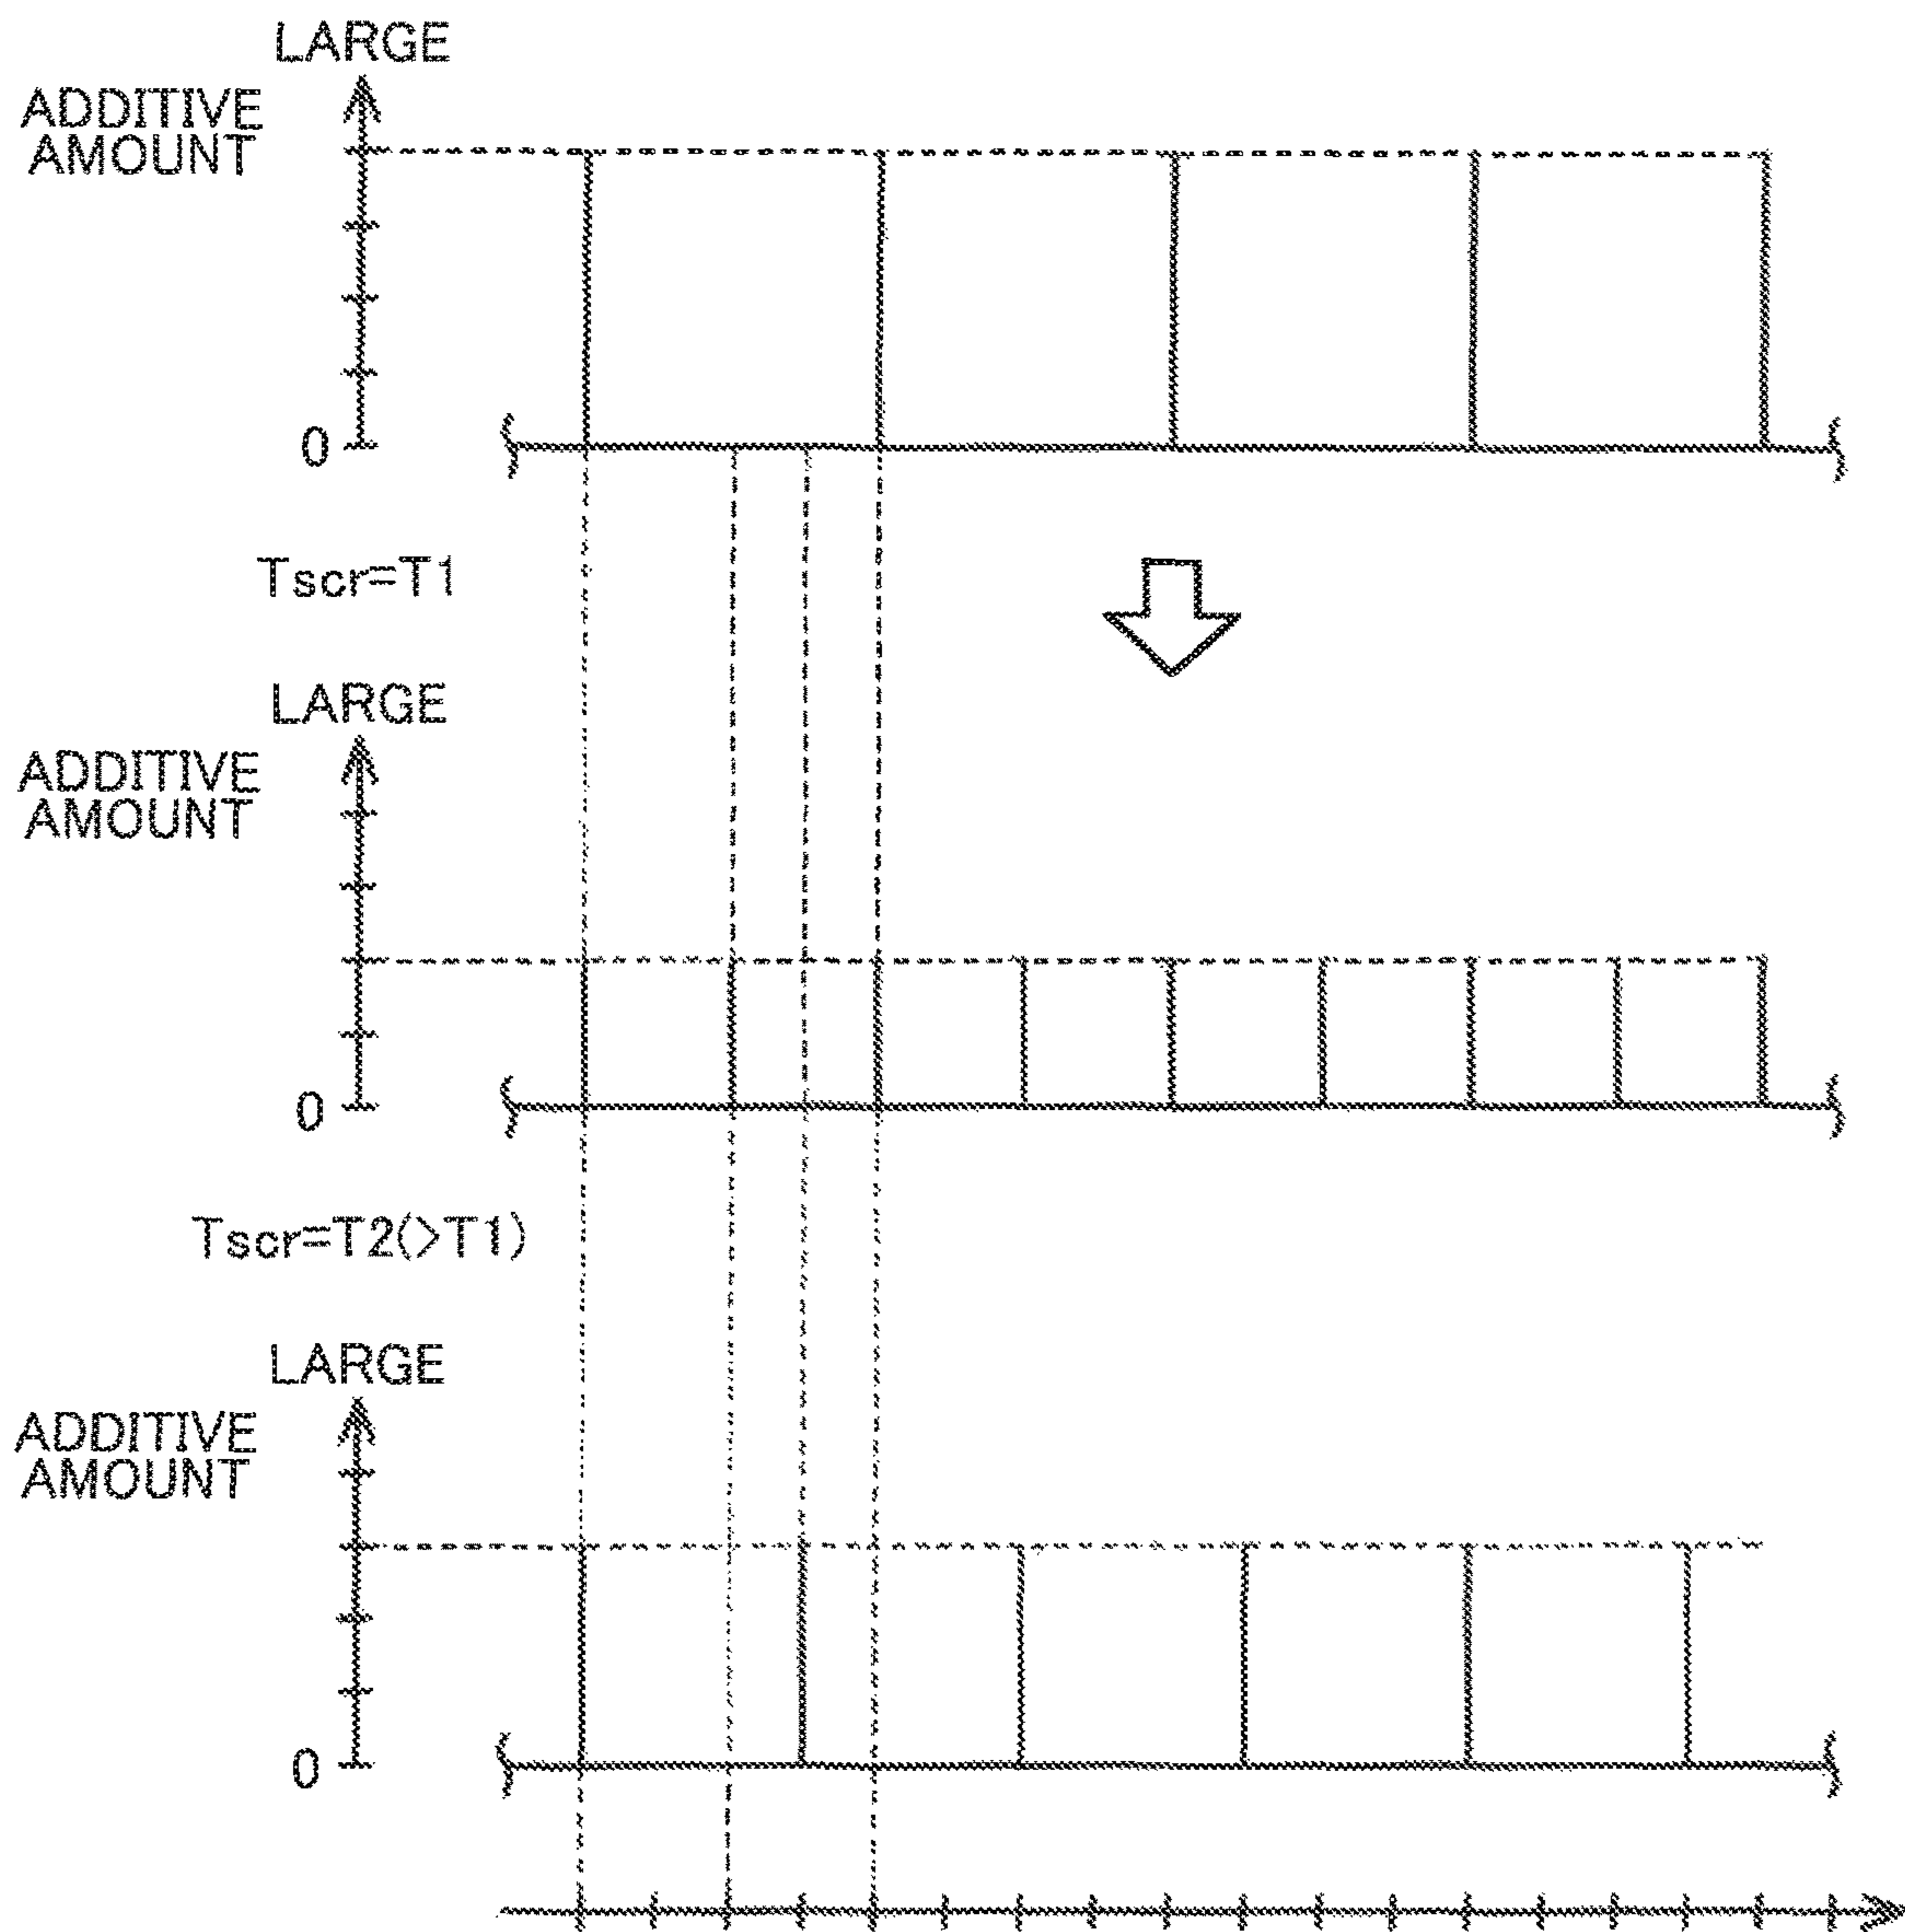 LARGE
ADDITIVE
AMOUNT
0
Tscr=T1
LARGE
ADDITIVE
AMOUNT
0
Tscr=T2(>T1)
LARGE
ADDITIVE
AMOUNT
0